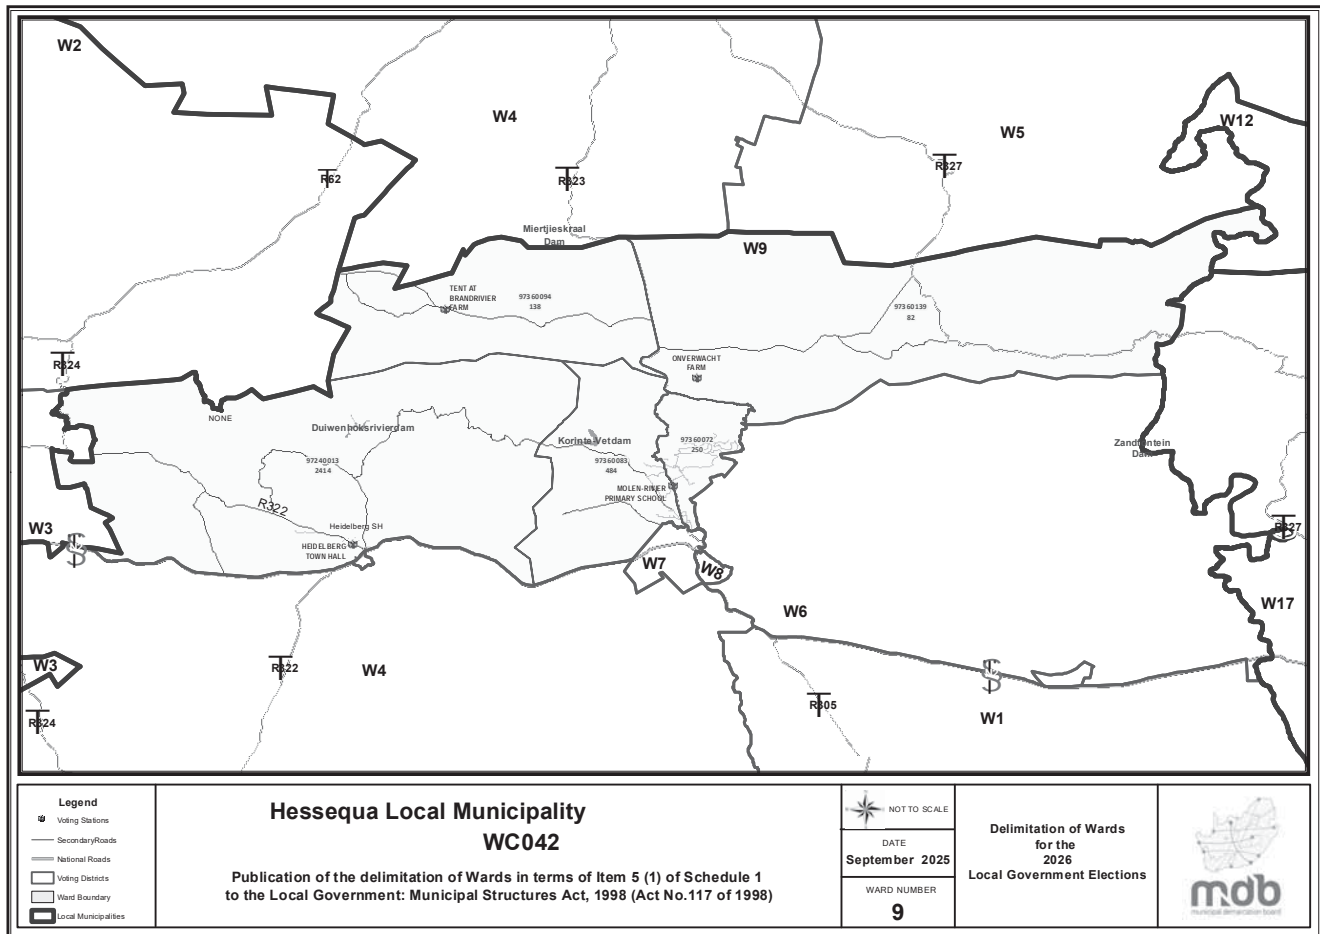 W2
W4
W5
W12
R62
R323
R327
Miertjieskraal
Dam
W9
TENT AT
BRANDRIVIER
FARM
97360094
138
97360139
82
R324
ONVERWACHT
FARM
NONE
Duiwenhoksrivierdam
Korinte-Vetdam
97360072
250
Zandfontein
Dam
97240013
2414
97360083
484
MOLEN-RIVER
PRIMARY SCHOOL
R322
W3
Heidelberg SH
HEIDELBERG
TOWN HALL
R327
W7
W8
W6
W17
W3
R322
W4
R324
R305
W1
Legend
Voting Stations
SecondaryRoads
National Roads
Voting Districts
Ward Boundary
Local Municipalities
Hessequa Local Municipality
WC042
Publication of the delimitation of Wards in terms of Item 5 (1) of Schedule 1
to the Local Government: Municipal Structures Act, 1998 (Act No.117 of 1998)
NOT TO SCALE
DATE
September 2025
WARD NUMBER
9
Delimitation of Wards
for the
2026
Local Government Elections
mdb
municipal demarcation board